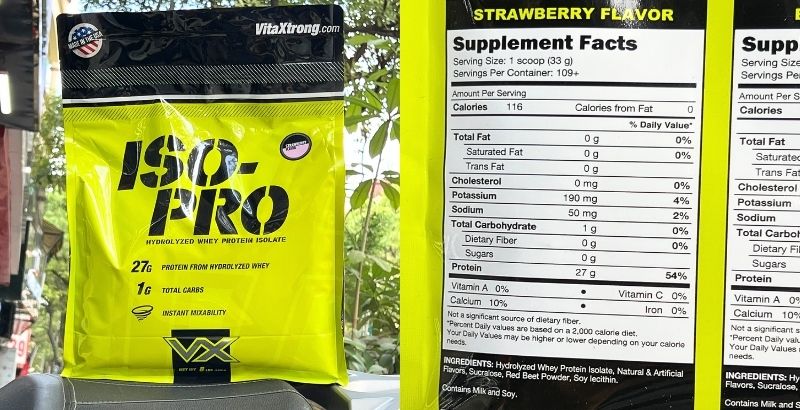 VitaXtrong.com
MADE IN THE USA
ISO-
PRO
HYDROLYZED WHEY PROTEIN ISOLATE
27G PROTEIN FROM HYDROLYZED WHEY
1G TOTAL CARBS
INSTANT MIXABILITY
VX
STRAWBERRY FLAVOR
Supplement Facts
Serving Size: 1 scoop (33 g)
Servings Per Container: 109+
Amount Per Serving
Calories 116 Calories from Fat 0
% Daily Value*
Total Fat 0 g 0%
Saturated Fat 0 g 0%
Trans Fat 0 g
Cholesterol 0 mg 0%
Potassium 190 mg 4%
Sodium 50 mg 2%
Total Carbohydrate 1 g 0%
Dietary Fiber 0 g 0%
Sugars 0 g
Protein 27 g 54%
Vitamin A 0% • Vitamin C 0%
Calcium 10% • Iron 0%
Not a significant source of dietary fiber.
*Percent Daily values are based on a 2,000 calorie diet.
Your Daily Values may be higher or lower depending on your calorie
needs.
INGREDIENTS: Hydrolyzed Whey Protein Isolate, Natural & Artificial
Flavors, Sucralose, Red Beet Powder, Soy lecithin.
Contains Milk and Soy.
Supp
Serving Size
Servings Pe
Amount Per S
Calories
Total Fat
Saturated
Trans Fat
Cholesterol
Potassium
Sodium
Total Carboh
Dietary Fi
Sugars
Protein
Vitamin A 0%
Calcium 10%
Not a significant s
*Percent Daily valu
Your Daily Values m
needs.
INGREDIENTS: Hy
Flavors, Sucralose,
Contains Milk and S